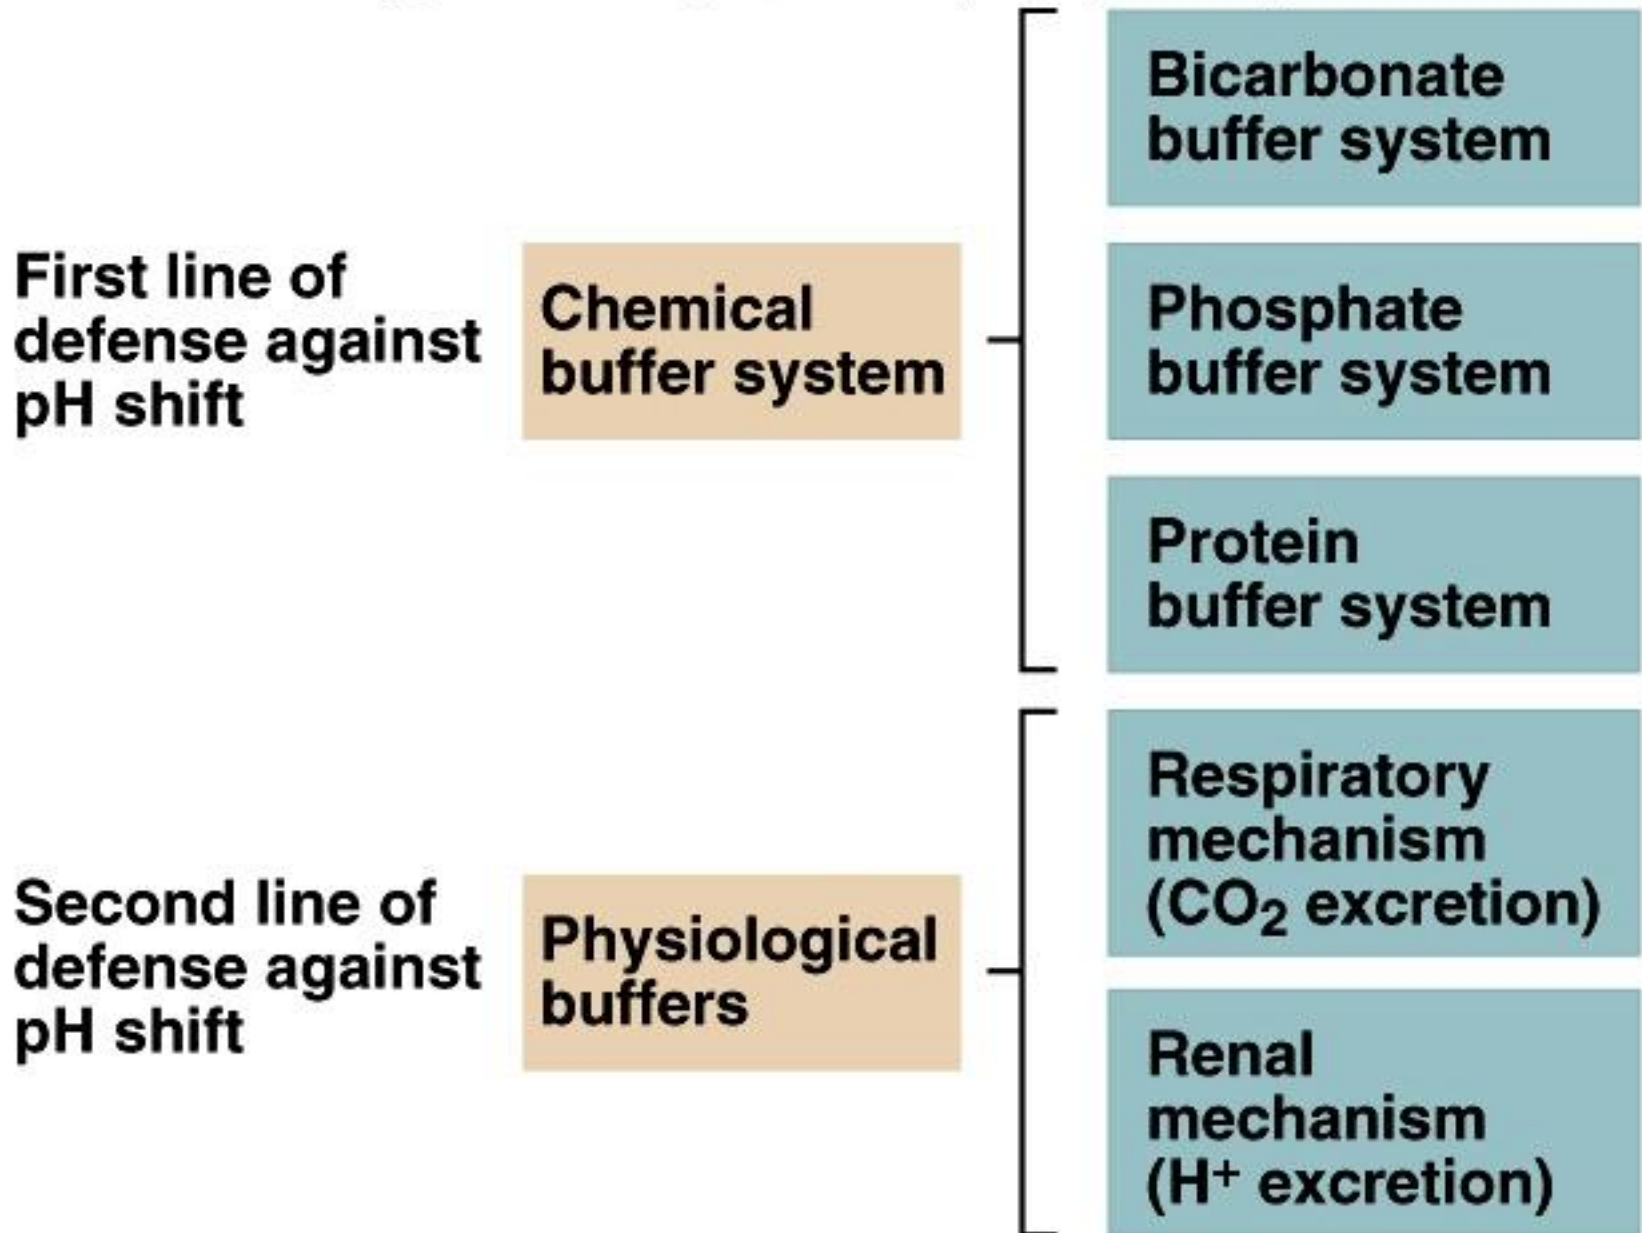 First line of
defense against
pH shift
Chemical
buffer system
Bicarbonate
buffer system
Phosphate
buffer system
Protein
buffer system
Second line of
defense against
pH shift
Physiological
buffers
Respiratory
mechanism
(CO₂ excretion)
Renal
mechanism
(H⁺ excretion)